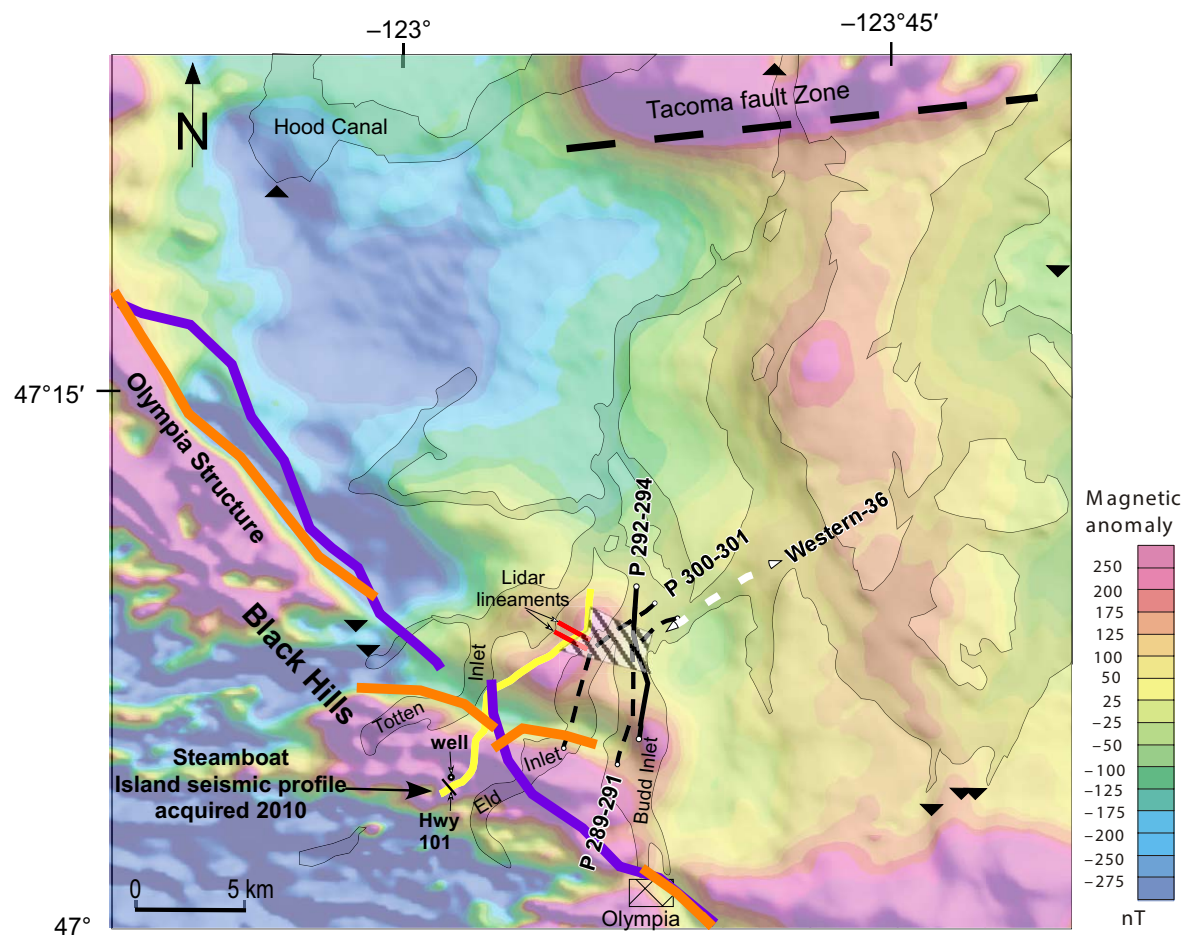 –123°
–123°45′
N
Hood Canal
Tacoma fault Zone
47°15′
Olympia Structure
P 292-294
P 300-301
Western-36
Lidar
lineaments
Black Hills
Inlet
Totten
well
Steamboat
Island seismic profile
acquired 2010
Hwy
101
Inlet
Eld
P 289-291
Budd Inlet
0 5 km
Olympia
47°
Magnetic
anomaly
250
200
175
125
100
50
25
−25
−50
−100
−125
−175
−200
−250
−275
nT